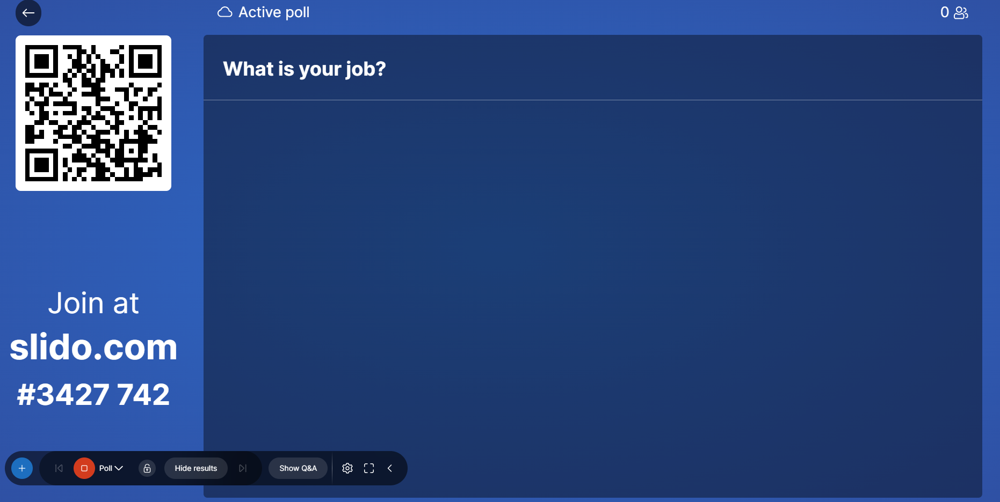 Active poll
0
What is your job?
Join at
slido.com
#3427 742
Poll
Hide results
Show Q&A